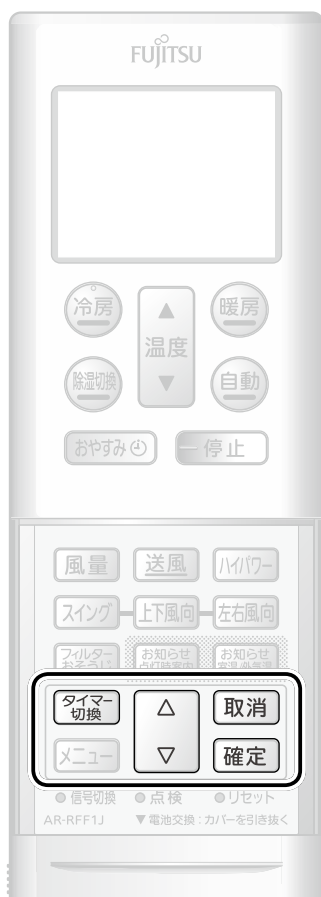 FUJITSU
冷房 ▲ 暖房
温度
除湿切換 ▼ 自動
おやすみ 停止
風量 送風 ハイパワー
スイング 上下風向 左右風向
フィルター お知らせ お知らせ
おそうじ 点灯時案内 室温/外気温
タイマー △ 取消
切換
メニュー ▽ 確定
信号切換 点検 リセット
AR-RFF1J ▼電池交換：カバーを引き抜く